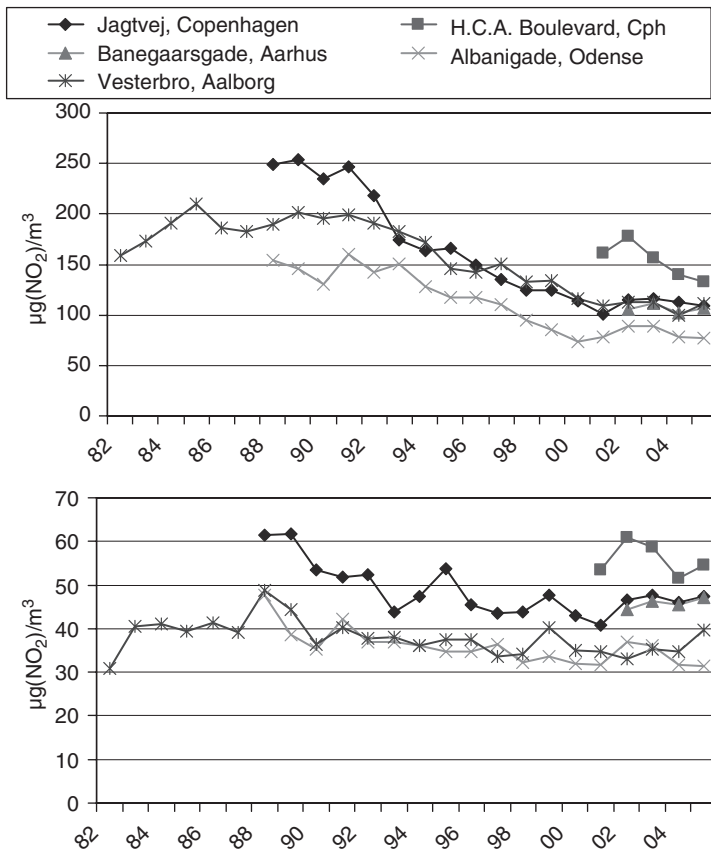 Jagtvej, Copenhagen
H.C.A. Boulevard, Cph
Banegaarsgade, Aarhus
Albanigade, Odense
Vesterbro, Aalborg
300
250
200
150
100
50
0
µg(NO₂)/m³
82 84 86 88 90 92 94 96 98 00 02 04
70
60
50
40
30
20
10
0
µg(NO₂)/m³
82 84 86 88 90 92 94 96 98 00 02 04